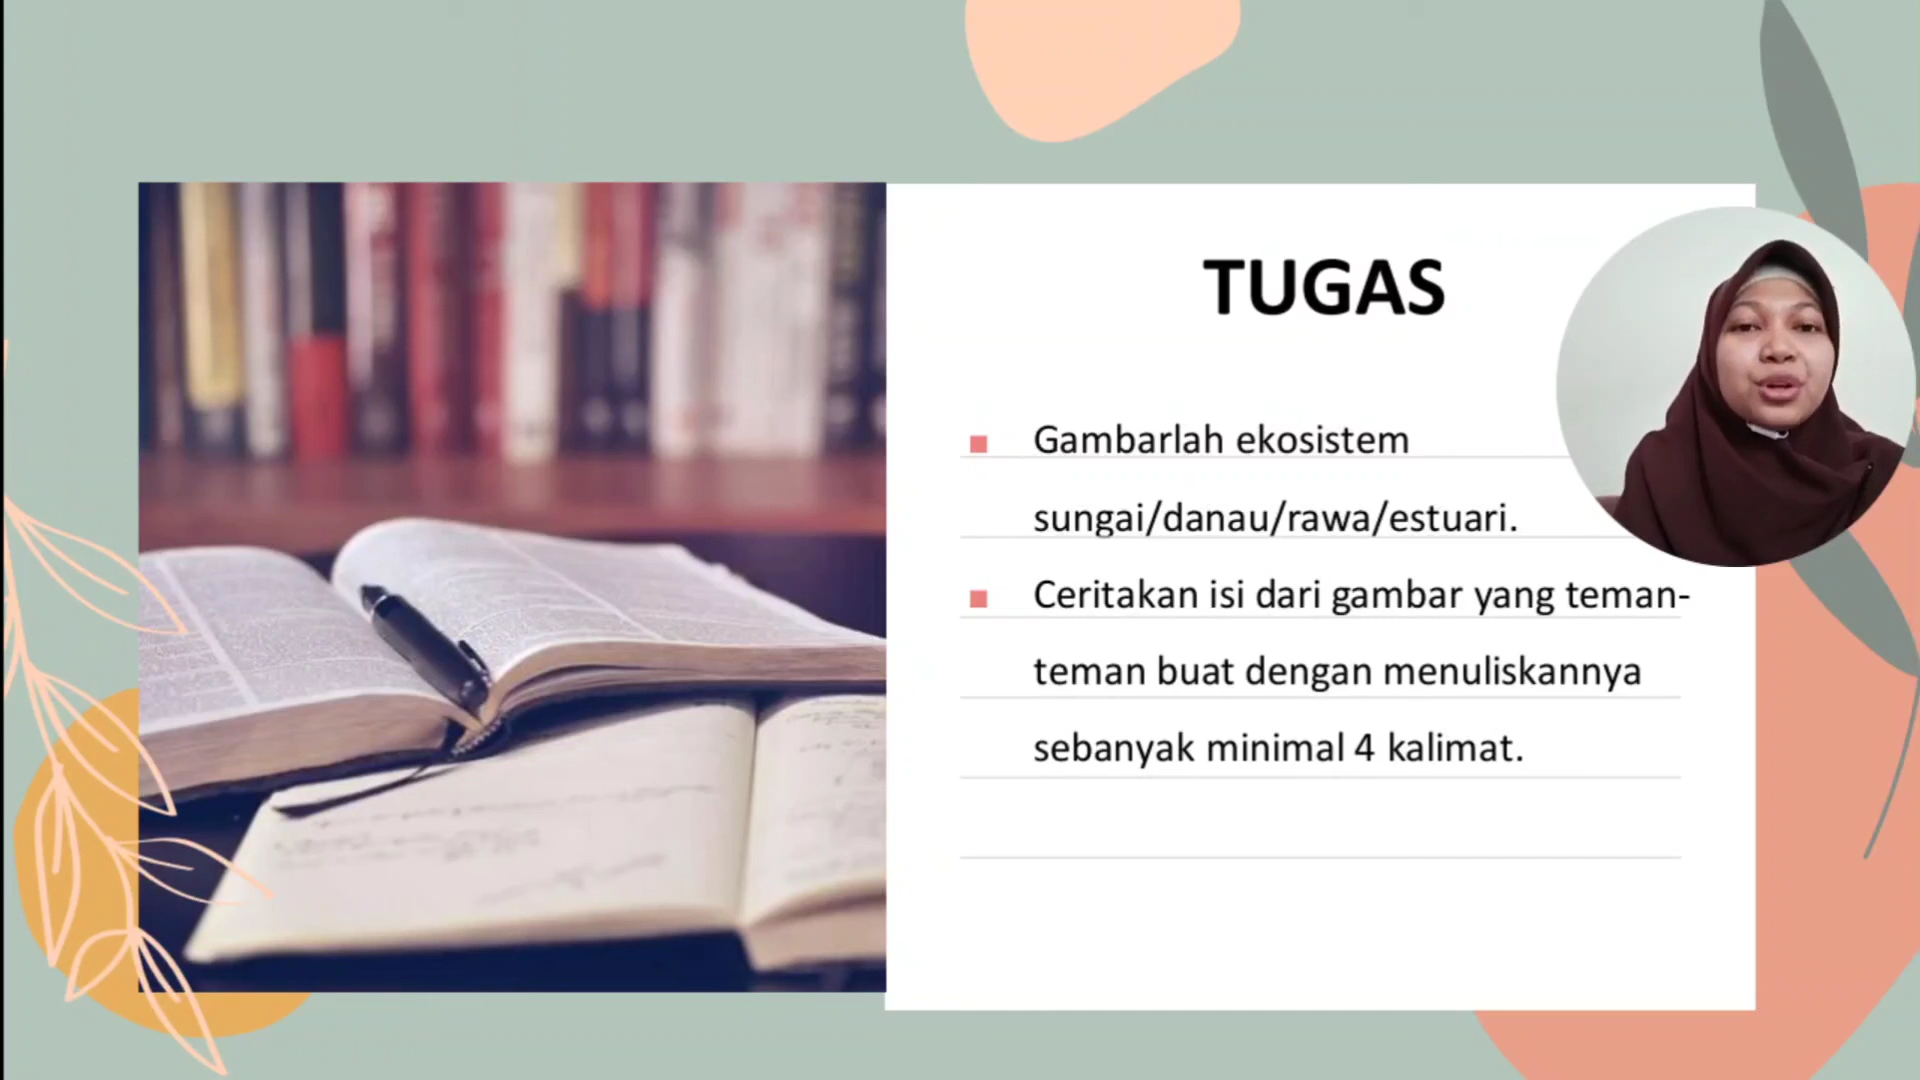 TUGAS
Gambarlah ekosistem
sungai/danau/rawa/estuari.
Ceritakan isi dari gambar yang teman-
teman buat dengan menuliskannya
sebanyak minimal 4 kalimat.